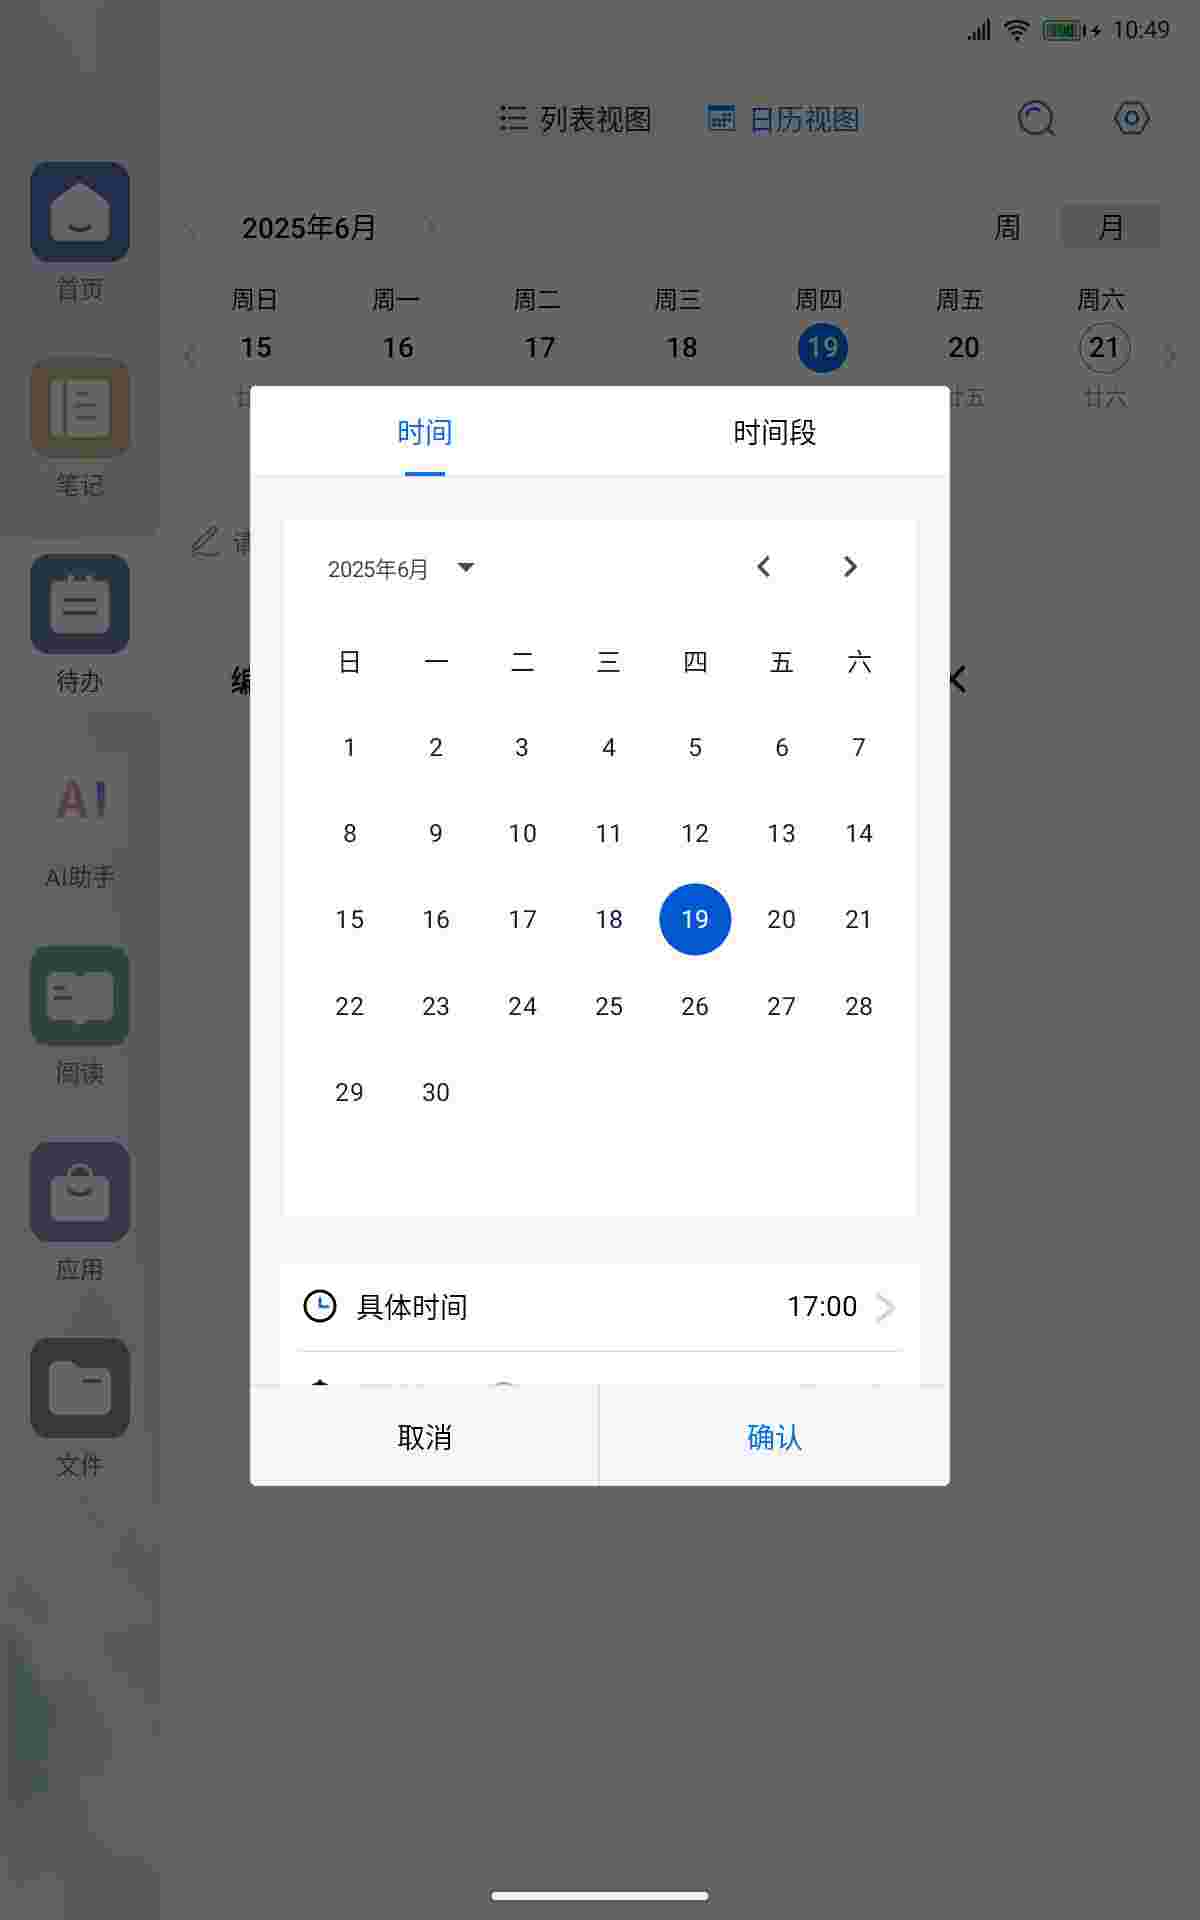 10:49
列表视图 日历视图
2025年6月 周 月
周日 周一 周二 周三 周四 周五 周六
15 16 17 18 19 20 21
廿五 廿六
时间 时间段
2025年6月
日 一 二 三 四 五 六
1 2 3 4 5 6 7
8 9 10 11 12 13 14
15 16 17 18 19 20 21
22 23 24 25 26 27 28
29 30
具体时间 17:00
取消 确认
首页
笔记
待办
AI
AI助手
阅读
应用
文件